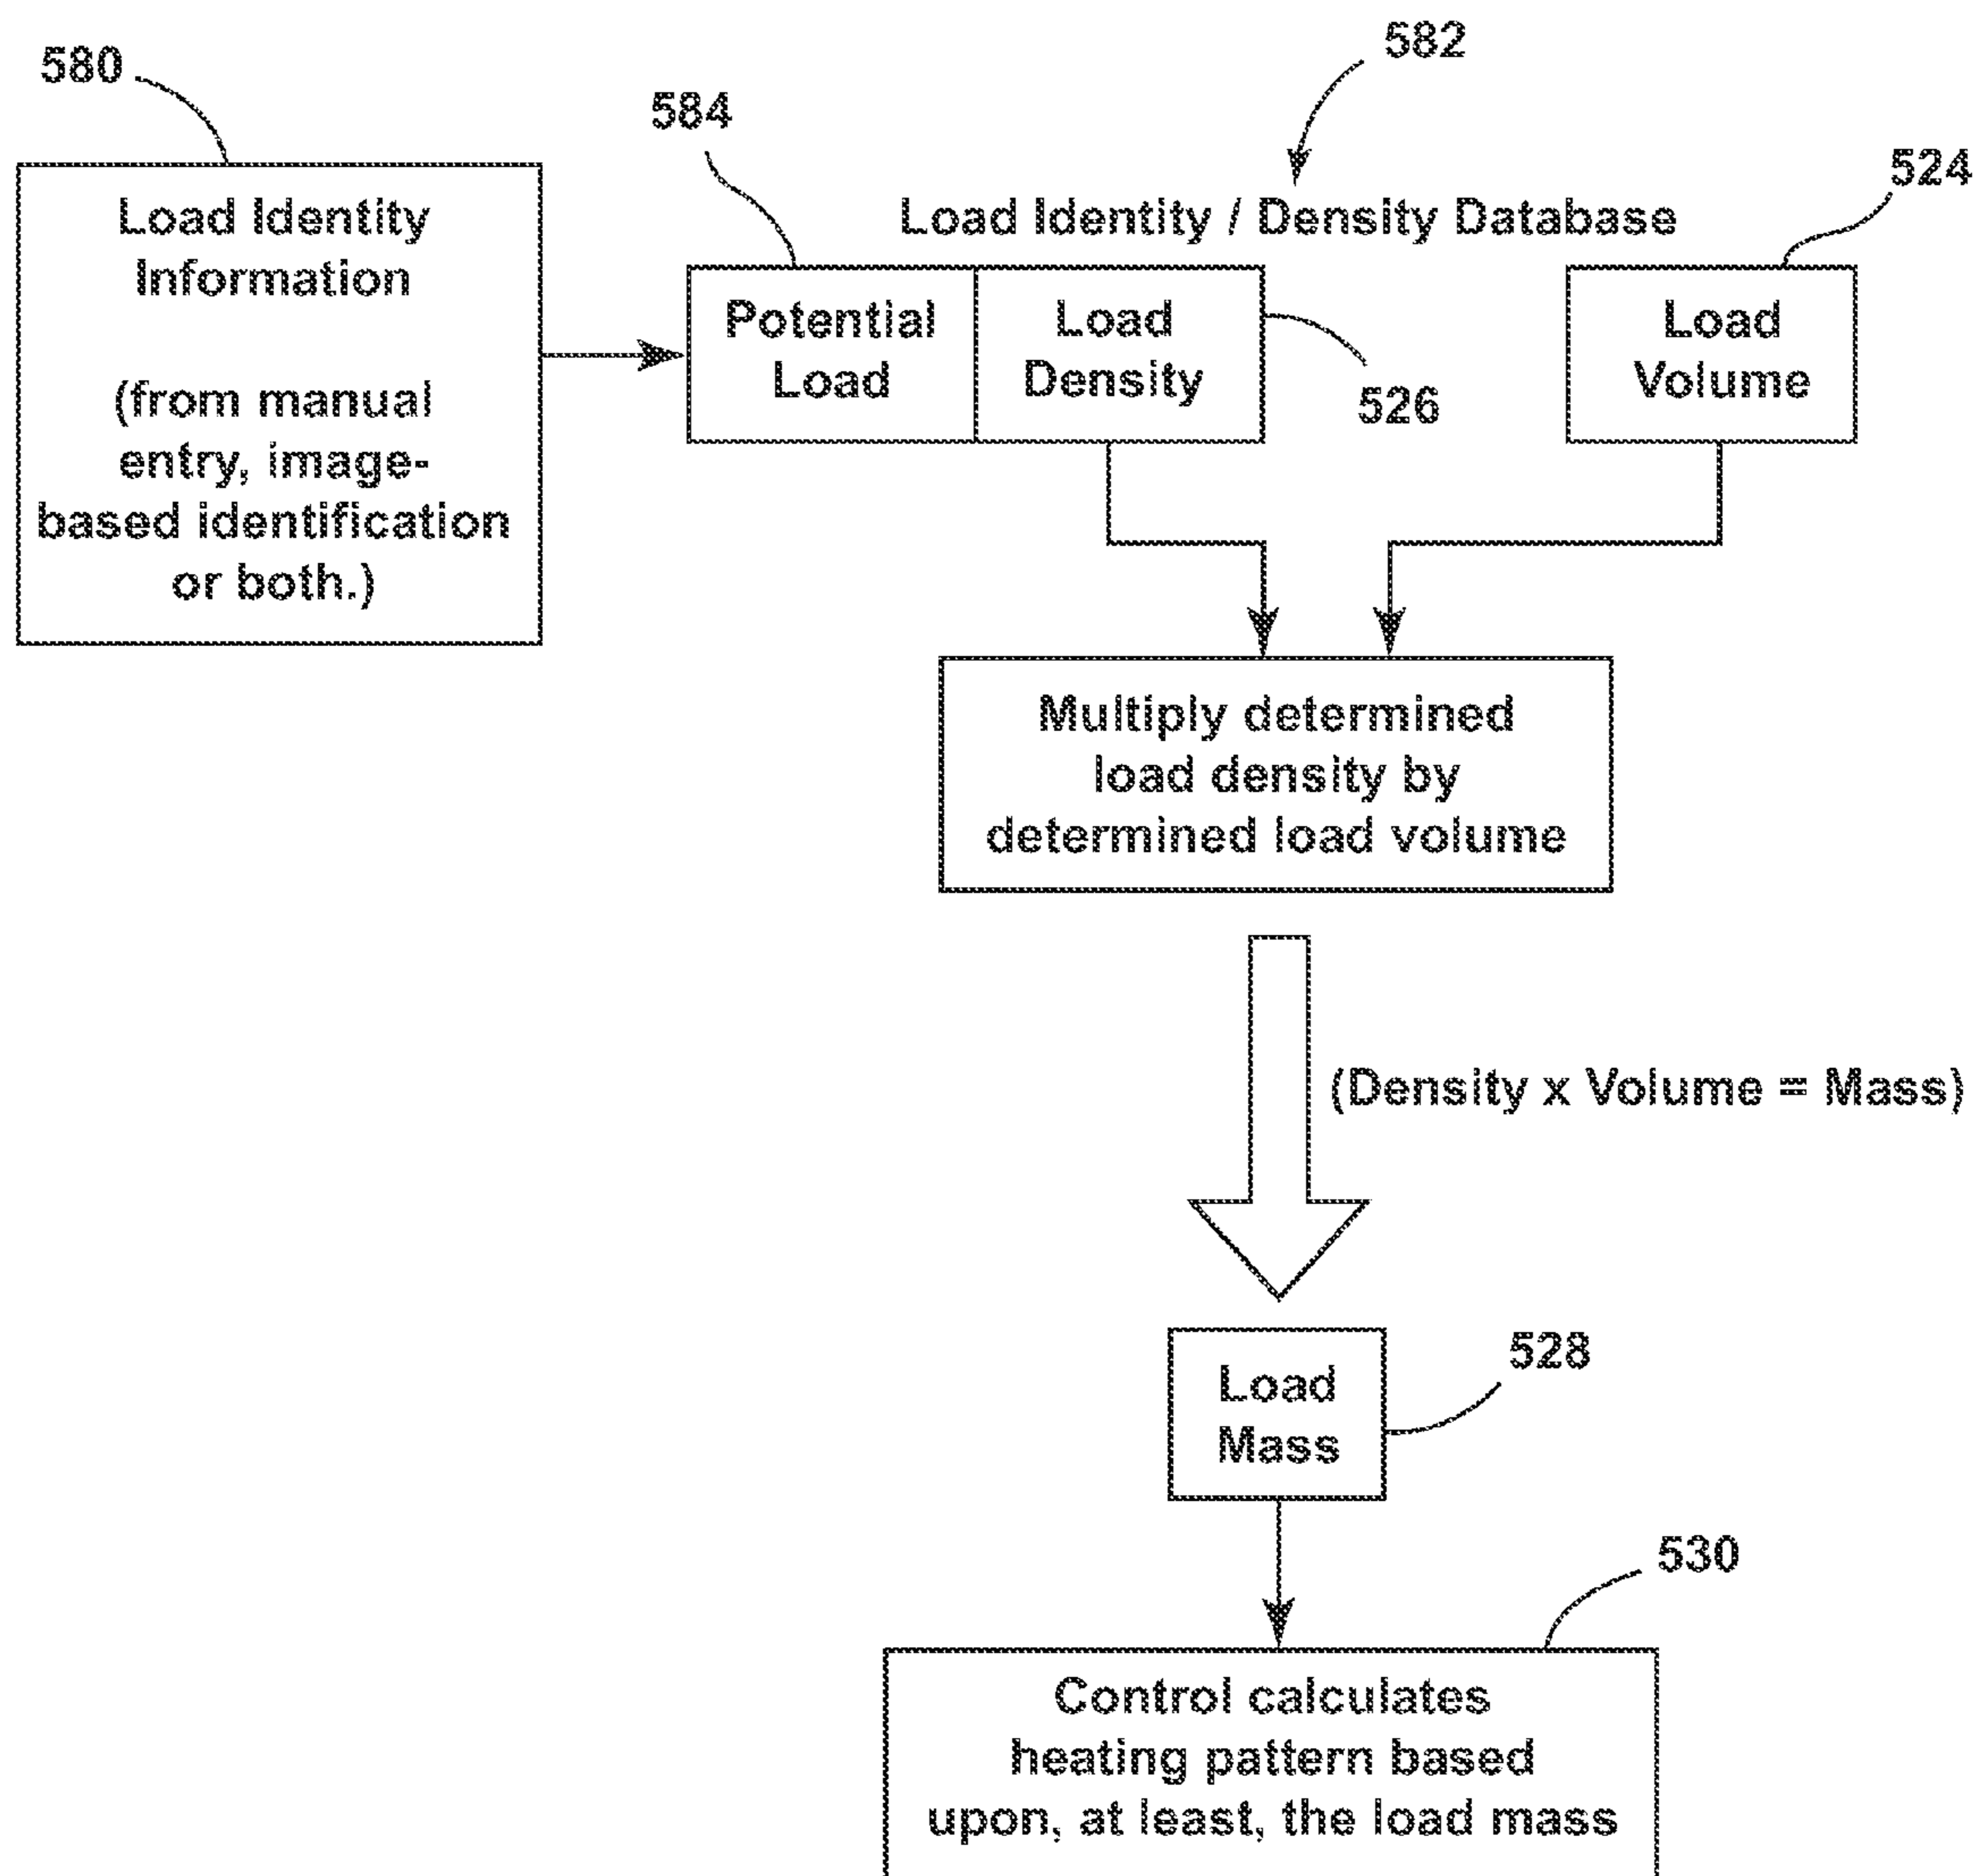 582
580
584
524
Load Identity
Information
(from manual
entry, image-
based identification
or both.)
Load Identity / Density Database
Potential
Load
Load
Density
526
Load
Volume
Multiply determined
load density by
determined load volume
(Density x Volume = Mass)
Load
Mass
528
530
Control calculates
heating pattern based
upon, at least, the load mass